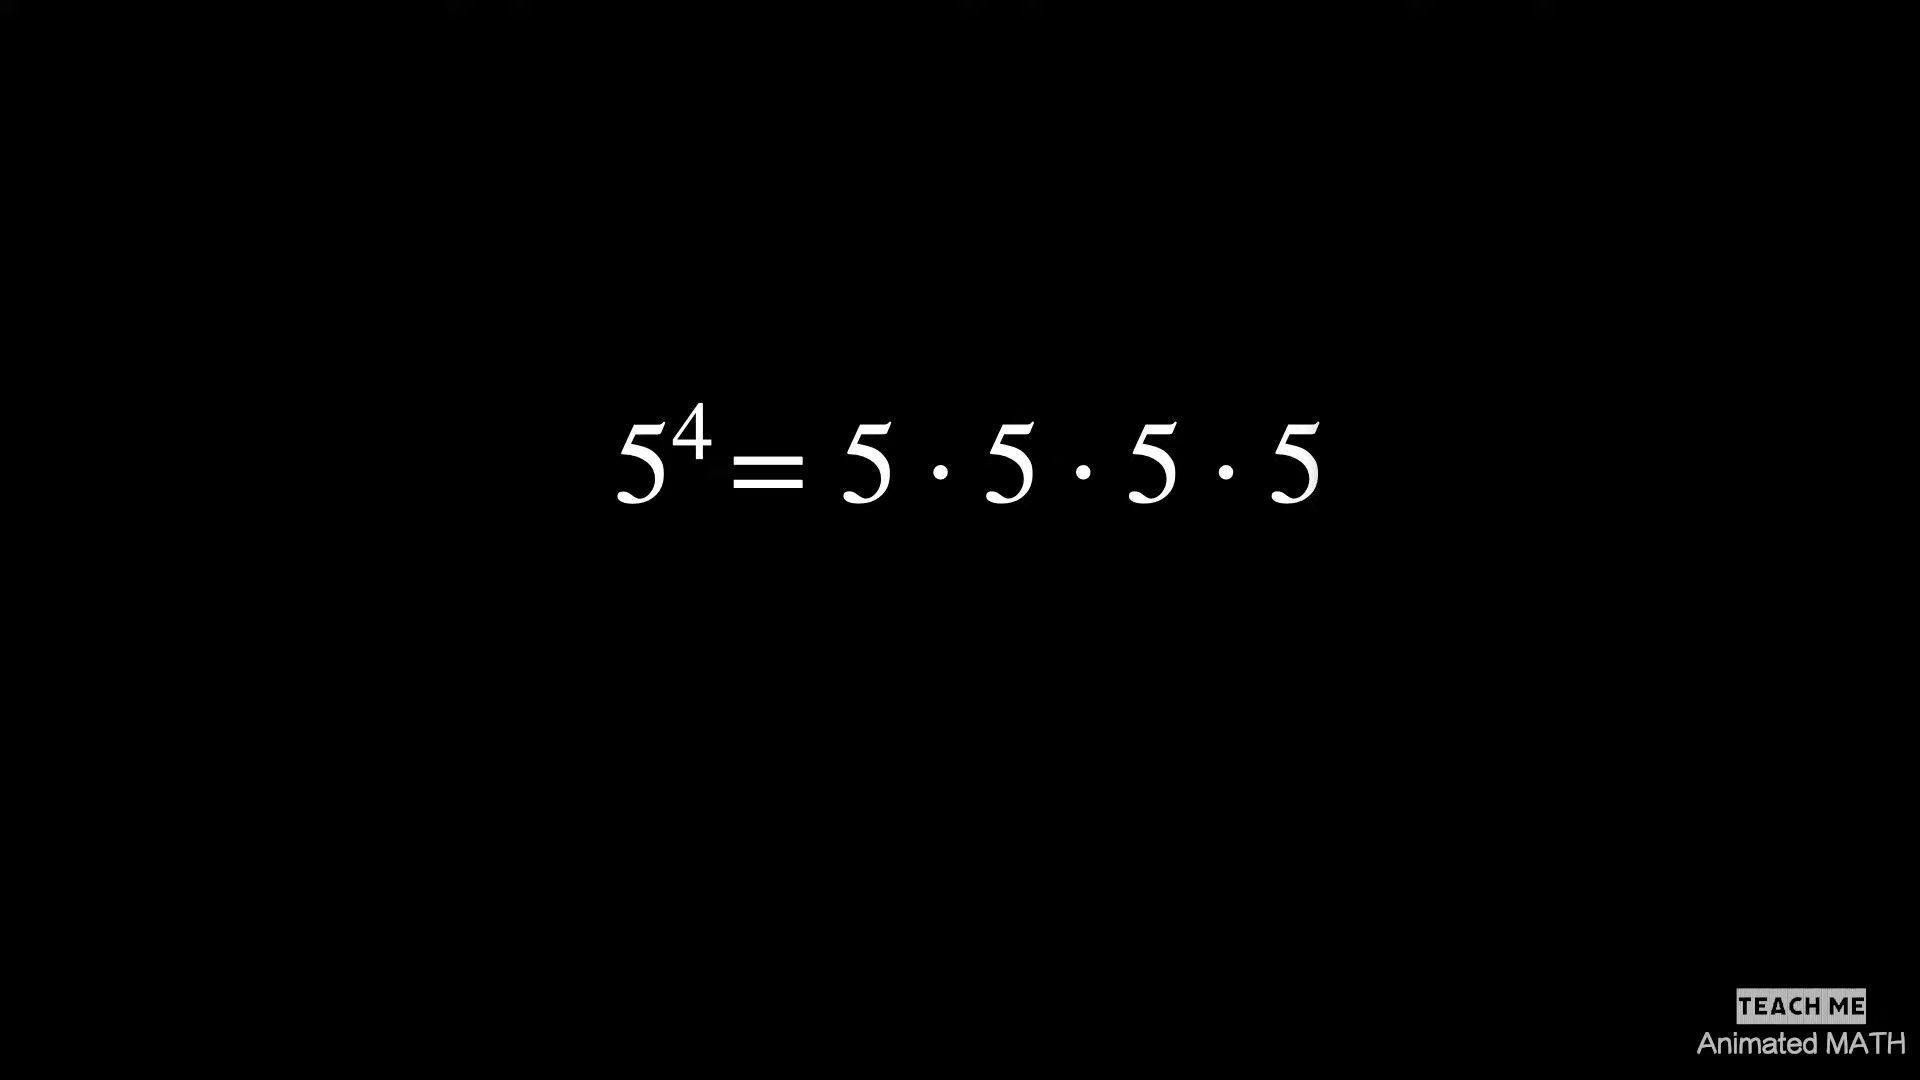 5⁴ = 5 · 5 · 5 · 5
TEACH ME
Animated MATH